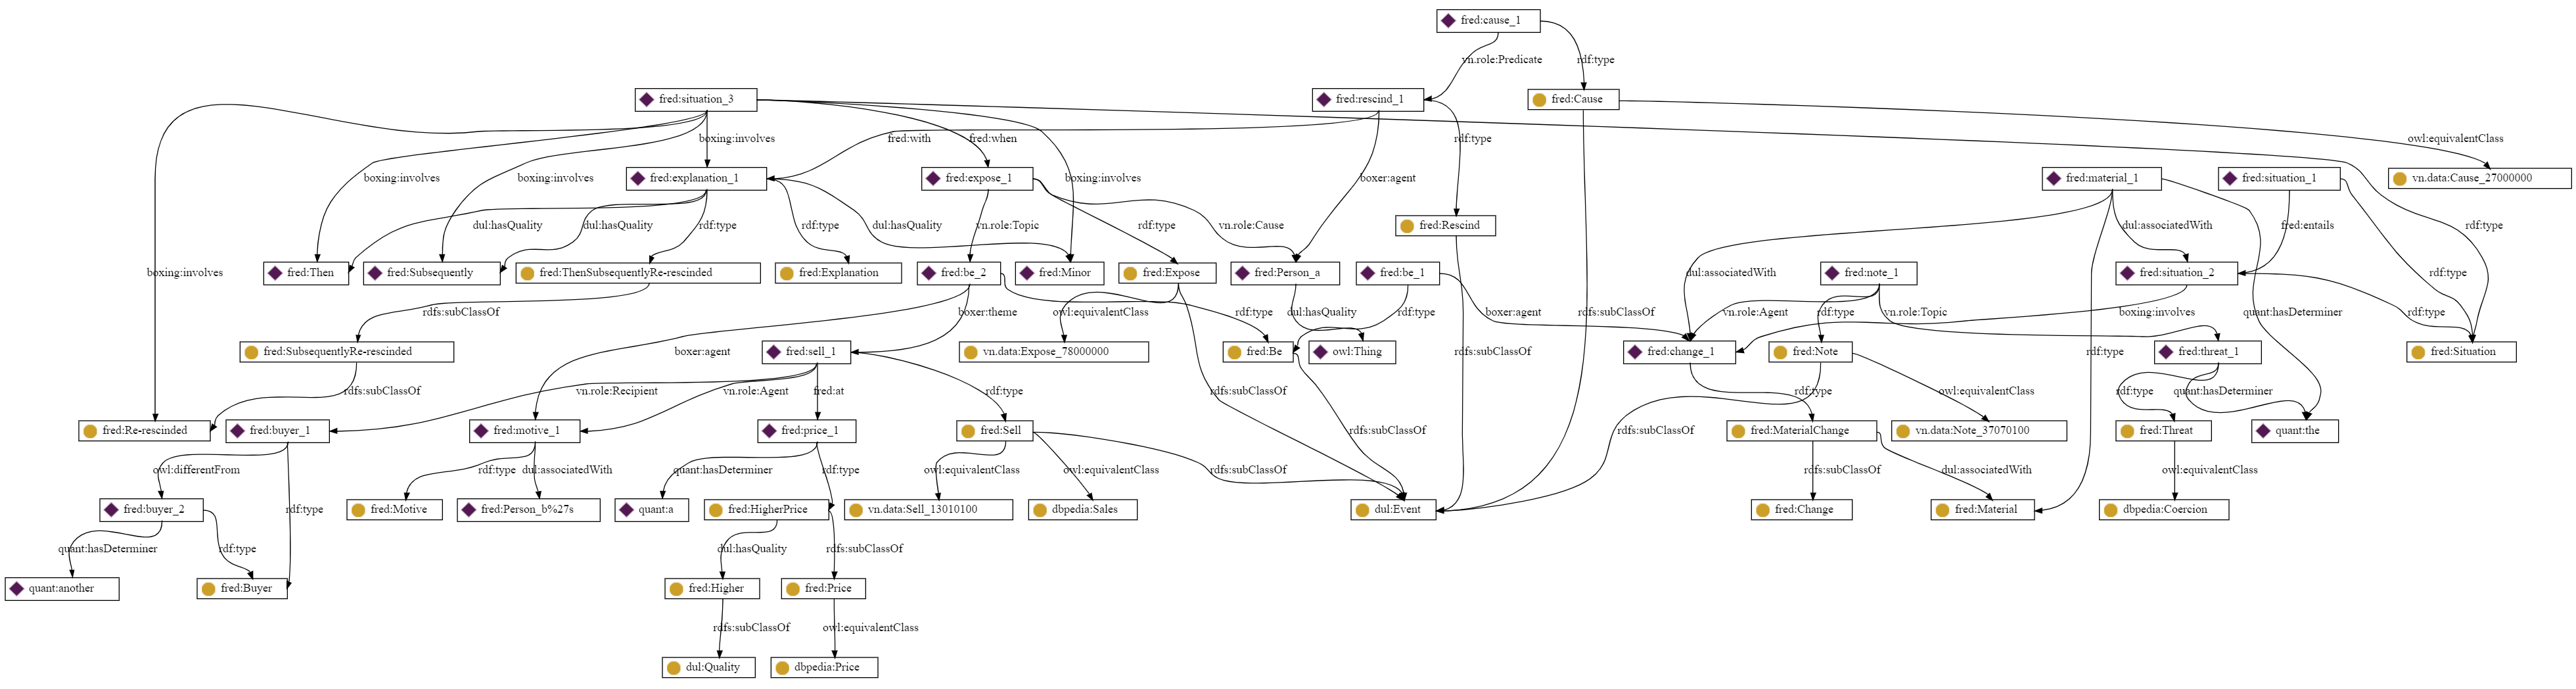 fred:cause_1
vn.role:Predicate
rdf:type
fred:situation_3
fred:rescind_1
fred:Cause
boxing:involves
fred:with
fred:when
rdf:type
owl:equivalentClass
fred:explanation_1
fred:expose_1
fred:material_1
fred:situation_1
vn.data:Cause_27000000
boxing:involves
boxing:involves
boxing:involves
boxer:agent
dul:hasQuality
dul:hasQuality
rdf:type
rdf:type
dul:hasQuality
vn.role:Topic
rdf:type
vn.role:Cause
fred:Rescind
dul:associatedWith
fred:entails
rdf:type
boxing:involves
fred:Then
fred:Subsequently
fred:ThenSubsequentlyRe-rescinded
fred:Explanation
fred:be_2
fred:Minor
fred:Expose
fred:Person_a
fred:be_1
dul:associatedWith
fred:note_1
fred:situation_2
rdf:type
rdfs:subClassOf
boxer:theme
owl:equivalentClass
rdf:type
dul:hasQuality
rdf:type
boxer:agent
rdfs:subClassOf
vn.role:Agent
rdf:type
vn.role:Topic
boxing:involves
quant:hasDeterminer
rdf:type
fred:SubsequentlyRe-rescinded
boxer:agent
fred:sell_1
vn.data:Expose_78000000
fred:Be
owl:Thing
rdfs:subClassOf
fred:change_1
fred:Note
rdf:type
fred:threat_1
fred:Situation
rdfs:subClassOf
vn.role:Recipient
vn.role:Agent
fred:at
rdf:type
rdfs:subClassOf
rdf:type
owl:equivalentClass
rdf:type
quant:hasDeterminer
fred:Re-rescinded
fred:buyer_1
fred:motive_1
fred:price_1
fred:Sell
rdfs:subClassOf
rdfs:subClassOf
fred:MaterialChange
vn.data:Note_37070100
fred:Threat
quant:the
owl:differentFrom
rdf:type
dul:associatedWith
quant:hasDeterminer
rdf:type
owl:equivalentClass
owl:equivalentClass
rdfs:subClassOf
rdfs:subClassOf
dul:associatedWith
owl:equivalentClass
fred:buyer_2
rdf:type
fred:Motive
fred:Person_b%27s
quant:a
fred:HigherPrice
vn.data:Sell_13010100
dbpedia:Sales
dul:Event
fred:Change
fred:Material
dbpedia:Coercion
quant:hasDeterminer
rdf:type
dul:hasQuality
rdfs:subClassOf
quant:another
fred:Buyer
fred:Higher
fred:Price
rdfs:subClassOf
owl:equivalentClass
dul:Quality
dbpedia:Price